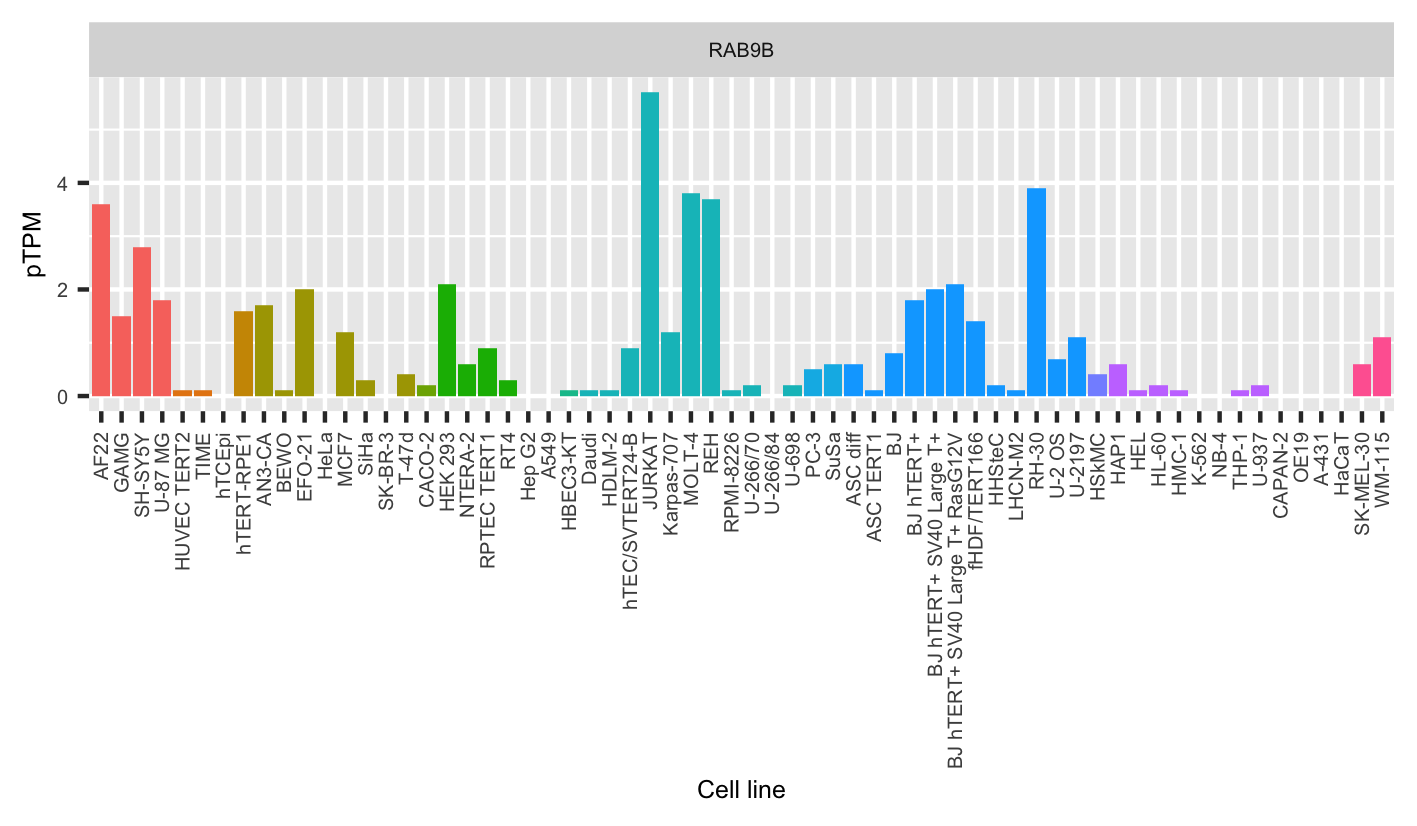 RAB9B
pTPM
4
2
0
AF22
GAMG
SH-SY5Y
U-87 MG
HUVEC TERT2
TIME
hTCEpi
hTERT-RPE1
AN3-CA
BEWO
EFO-21
HeLa
MCF7
SiHa
SK-BR-3
T-47d
CACO-2
HEK 293
NTERA-2
RPTEC TERT1
RT4
Hep G2
A549
HBEC3-KT
Daudi
HDLM-2
hTEC/SVTERT24-B
JURKAT
Karpas-707
MOLT-4
REH
RPMI-8226
U-266/70
U-266/84
U-698
PC-3
SuSa
ASC diff
ASC TERT1
BJ
BJ hTERT+
BJ hTERT+ SV40 Large T+
BJ hTERT+ SV40 Large T+ RasG12V
fHDF/TERT166
HHSteC
LHCN-M2
RH-30
U-2 OS
U-2197
HSkMC
HAP1
HEL
HL-60
HMC-1
K-562
NB-4
THP-1
U-937
CAPAN-2
OE19
A-431
HaCaT
SK-MEL-30
WM-115
Cell line